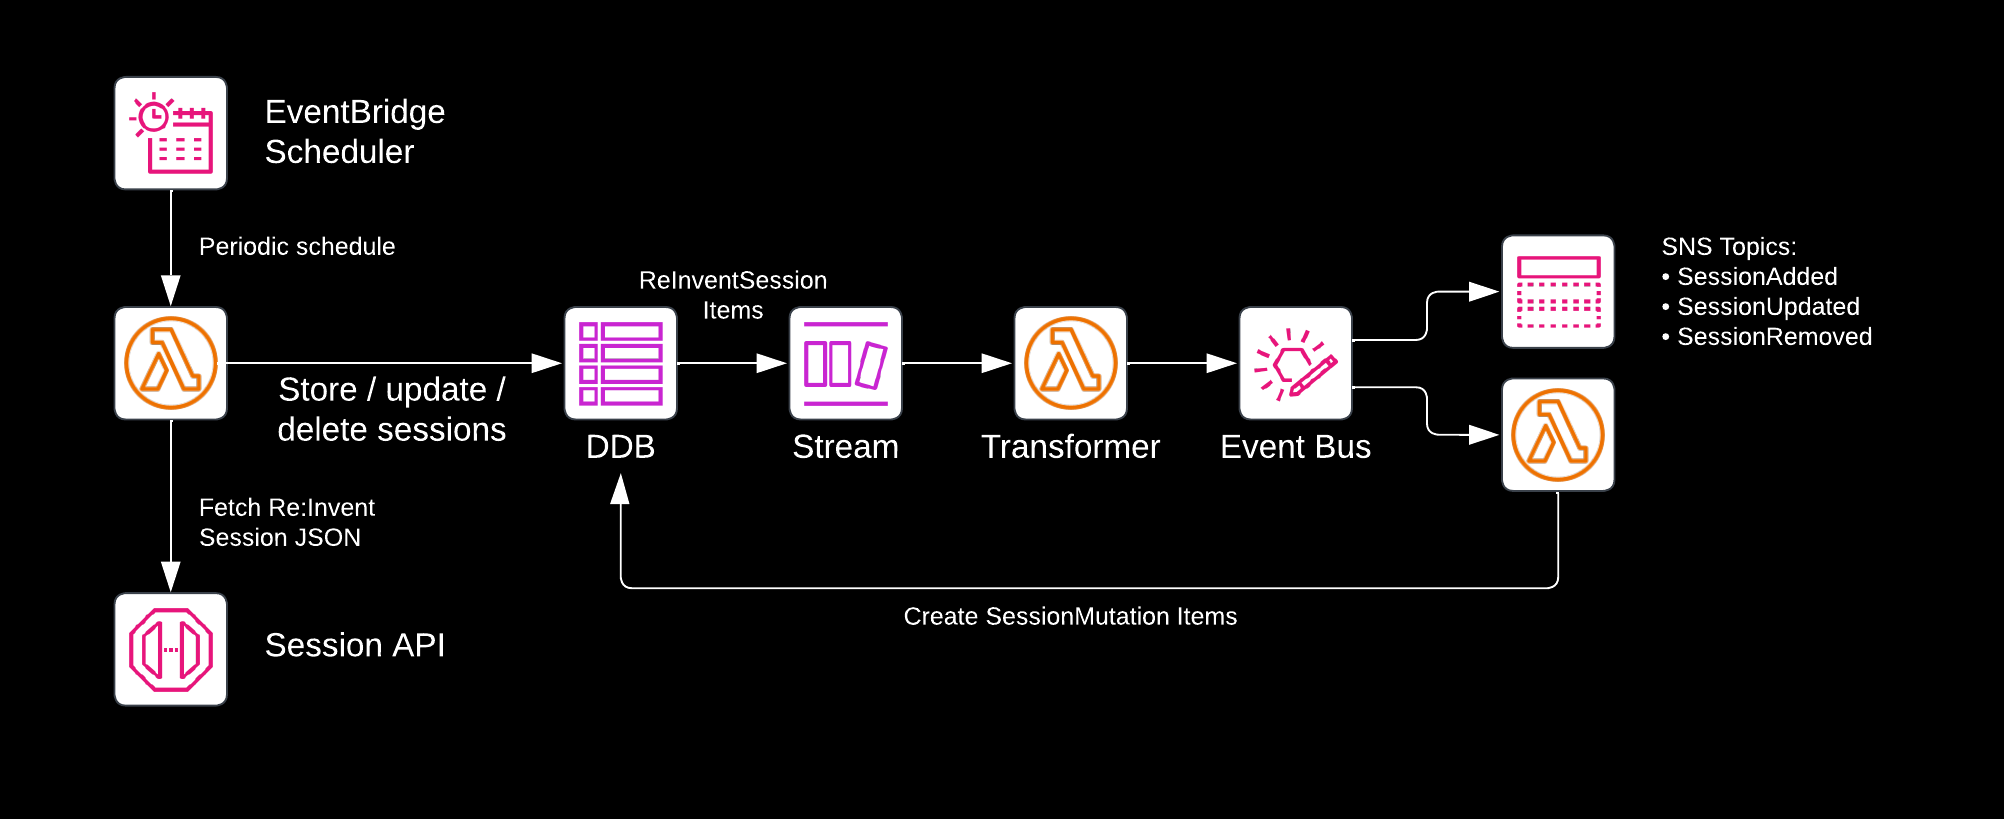 EventBridge
Scheduler
Periodic schedule
ReInventSession
Items
SNS Topics:
• SessionAdded
• SessionUpdated
• SessionRemoved
Store / update /
delete sessions
DDB
Stream
Transformer
Event Bus
Fetch Re:Invent
Session JSON
Create SessionMutation Items
Session API